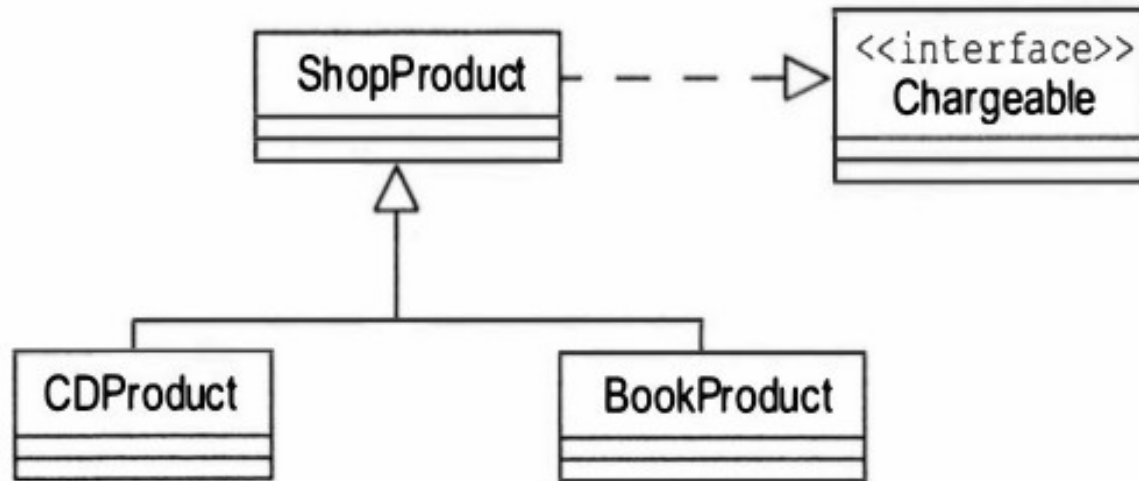 ShopProduct
<<interface>>
Chargeable
CDProduct
BookProduct